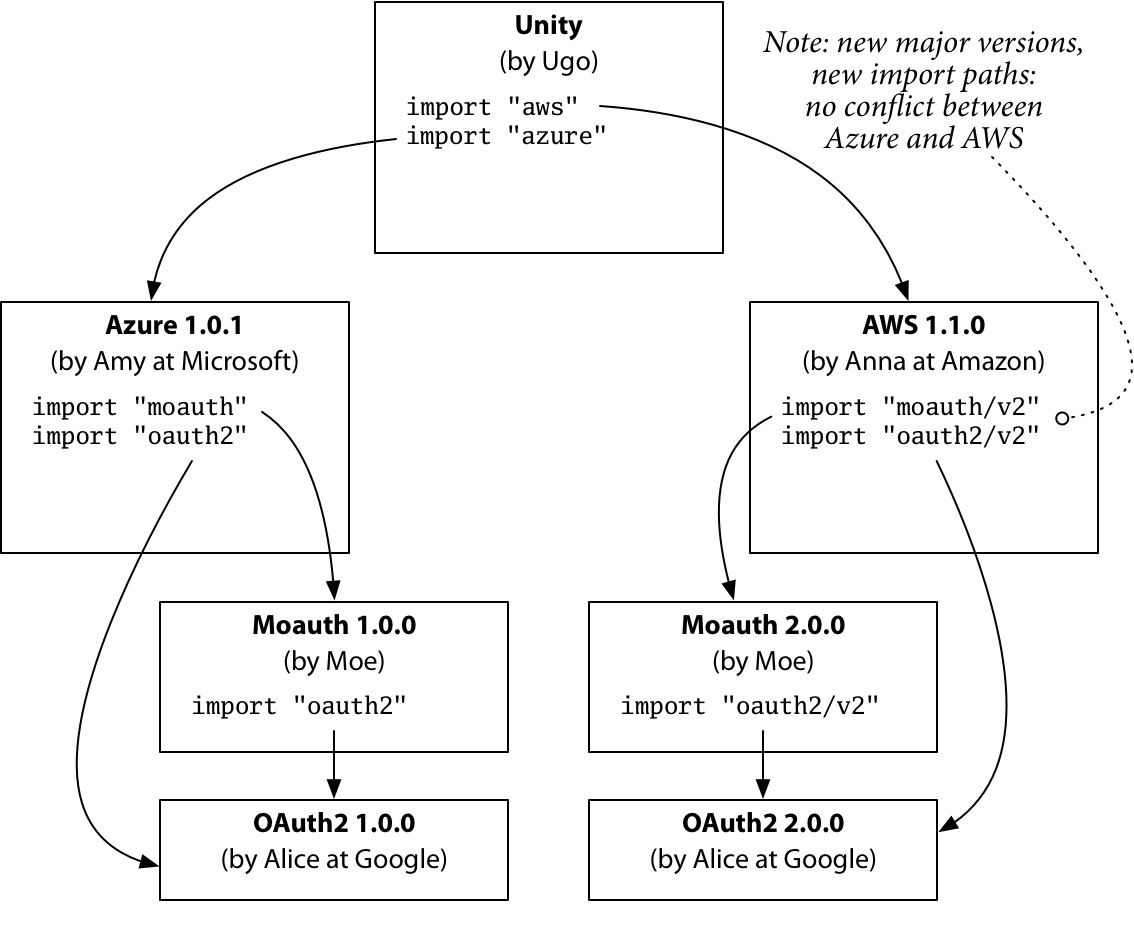 Unity
(by Ugo)
import "aws"
import "azure"
Note: new major versions,
new import paths:
no conflict between
Azure and AWS
Azure 1.0.1
(by Amy at Microsoft)
import "moauth"
import "oauth2"
AWS 1.1.0
(by Anna at Amazon)
import "moauth/v2"
import "oauth2/v2"
Moauth 1.0.0
(by Moe)
import "oauth2"
Moauth 2.0.0
(by Moe)
import "oauth2/v2"
OAuth2 1.0.0
(by Alice at Google)
OAuth2 2.0.0
(by Alice at Google)